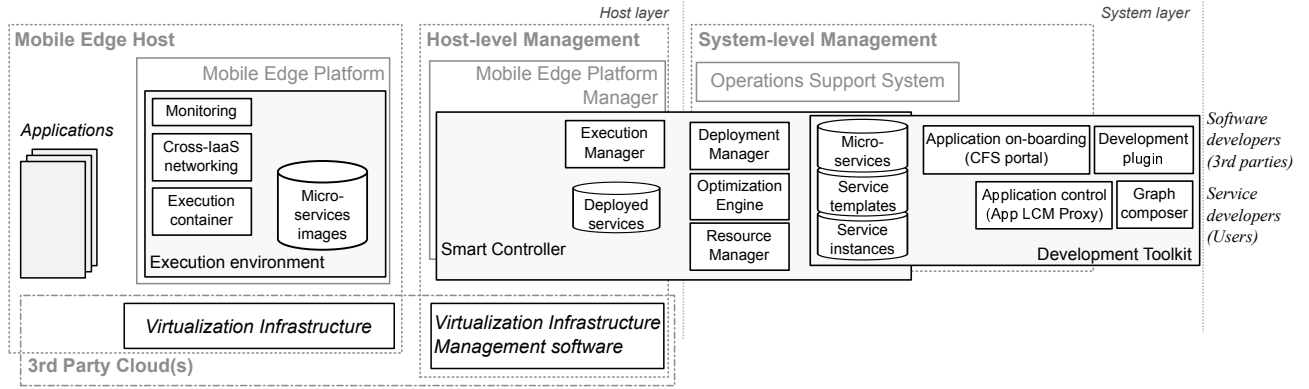 Host layer
System layer
Mobile Edge Host
Host-level Management
System-level Management
Mobile Edge Platform
Mobile Edge Platform
Manager
Operations Support System
Applications
Monitoring
Cross-IaaS
networking
Execution
container
Micro-
services
images
Execution environment
Execution
Manager
Deployed
services
Smart Controller
Deployment
Manager
Optimization
Engine
Resource
Manager
Micro-
services
Service
templates
Service
instances
Application on-boarding
(CFS portal)
Development
plugin
Application control
(App LCM Proxy)
Graph
composer
Development Toolkit
Software
developers
(3rd parties)
Service
developers
(Users)
Virtualization Infrastructure
Virtualization Infrastructure
Management software
3rd Party Cloud(s)